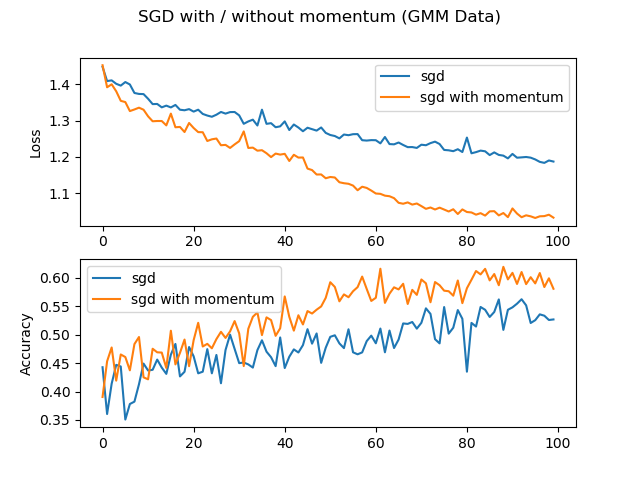 SGD with / without momentum (GMM Data)
1.4
1.3
1.2
1.1
Loss
sgd
sgd with momentum
0 20 40 60 80 100
0.60
0.55
0.50
0.45
0.40
0.35
Accuracy
sgd
sgd with momentum
0 20 40 60 80 100